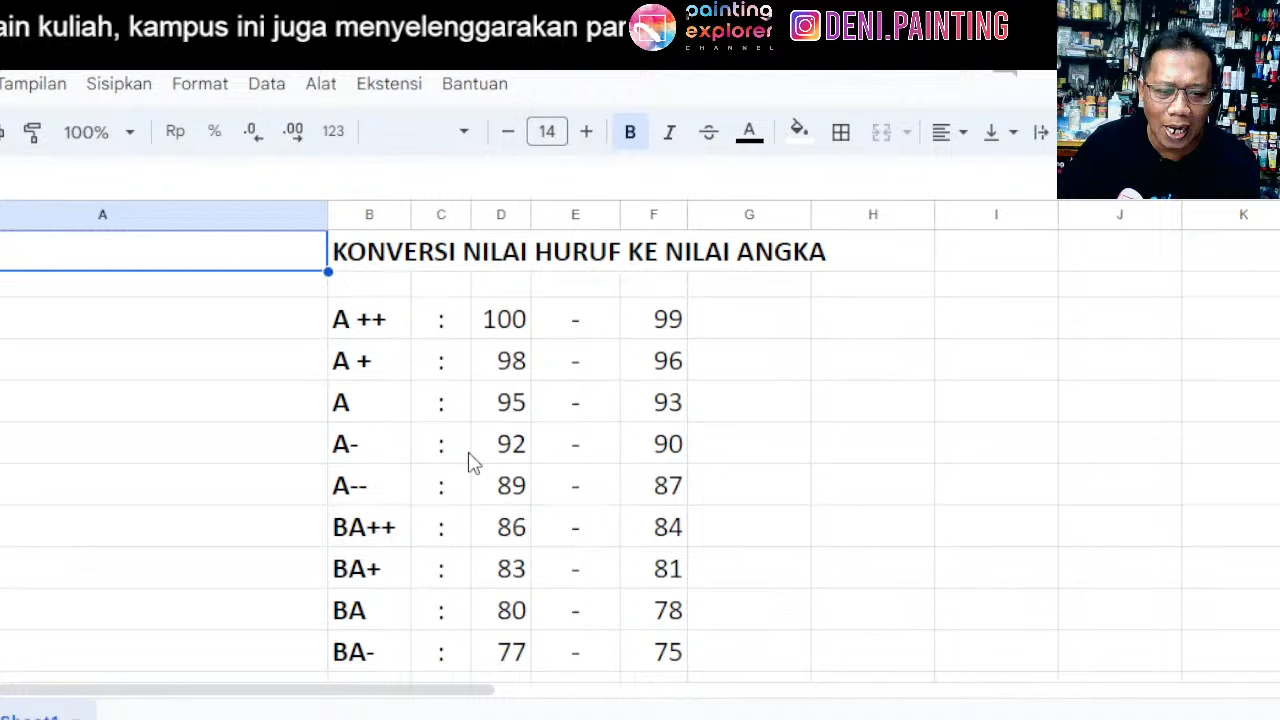 ain kuliah, kampus ini juga menyelenggarakan par
painting
explorer
CHANNEL
DENI.PAINTING
Tampilan Sisipkan Format Data Alat Ekstensi Bantuan
100% Rp % .0 .00 123 14 B I S A
A B C D E F G H I J K
KONVERSI NILAI HURUF KE NILAI ANGKA
A ++ : 100 - 99
A + : 98 - 96
A : 95 - 93
A- : 92 - 90
A-- : 89 - 87
BA++ : 86 - 84
BA+ : 83 - 81
BA : 80 - 78
BA- : 77 - 75
Sheet1